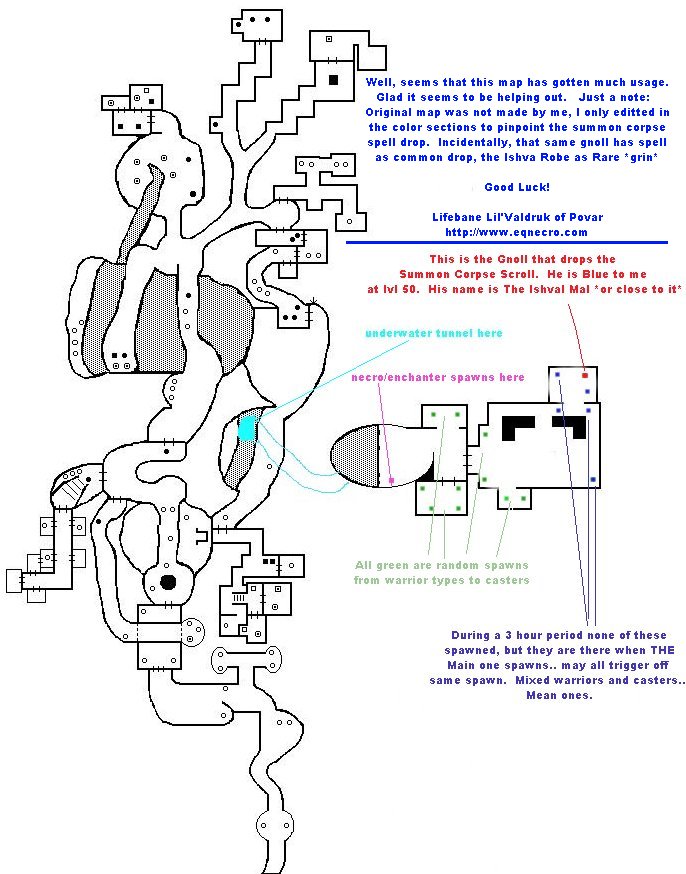 Well, seems that this map has gotten much usage.
Glad it seems to be helping out.   Just a note:
Original map was not made by me, I only editted in
the color sections to pinpoint the summon corpse
spell drop.  Incidentally, that same gnoll has spell
as common drop, the Ishva Robe as Rare *grin*
Good Luck!
Lifebane Lil'Valdruk of Povar
http://www.eqnecro.com
This is the Gnoll that drops the
Summon Corpse Scroll.  He is Blue to me
at lvl 50.  His name is The Ishval Mal *or close to it*
underwater tunnel here
necro/enchanter spawns here
All green are random spawns
from warrior types to casters
During a 3 hour period none of these
spawned, but they are there when THE
Main one spawns.. may all trigger off
same spawn.  Mixed warriors and casters..
Mean ones.